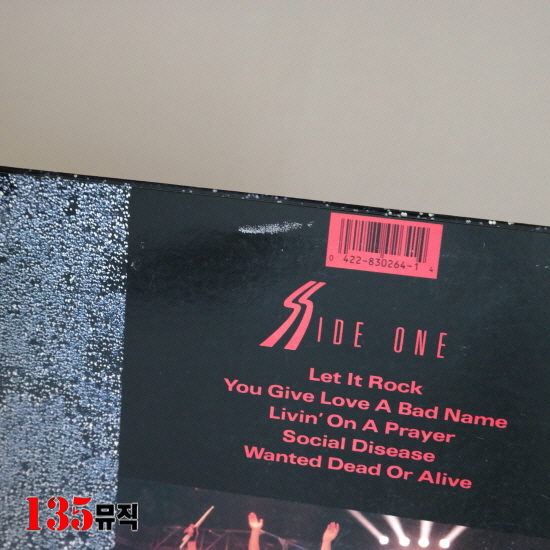 0 422-830264-1 4
SIDE ONE
Let It Rock
You Give Love A Bad Name
Livin' On A Prayer
Social Disease
Wanted Dead Or Alive
135뮤직